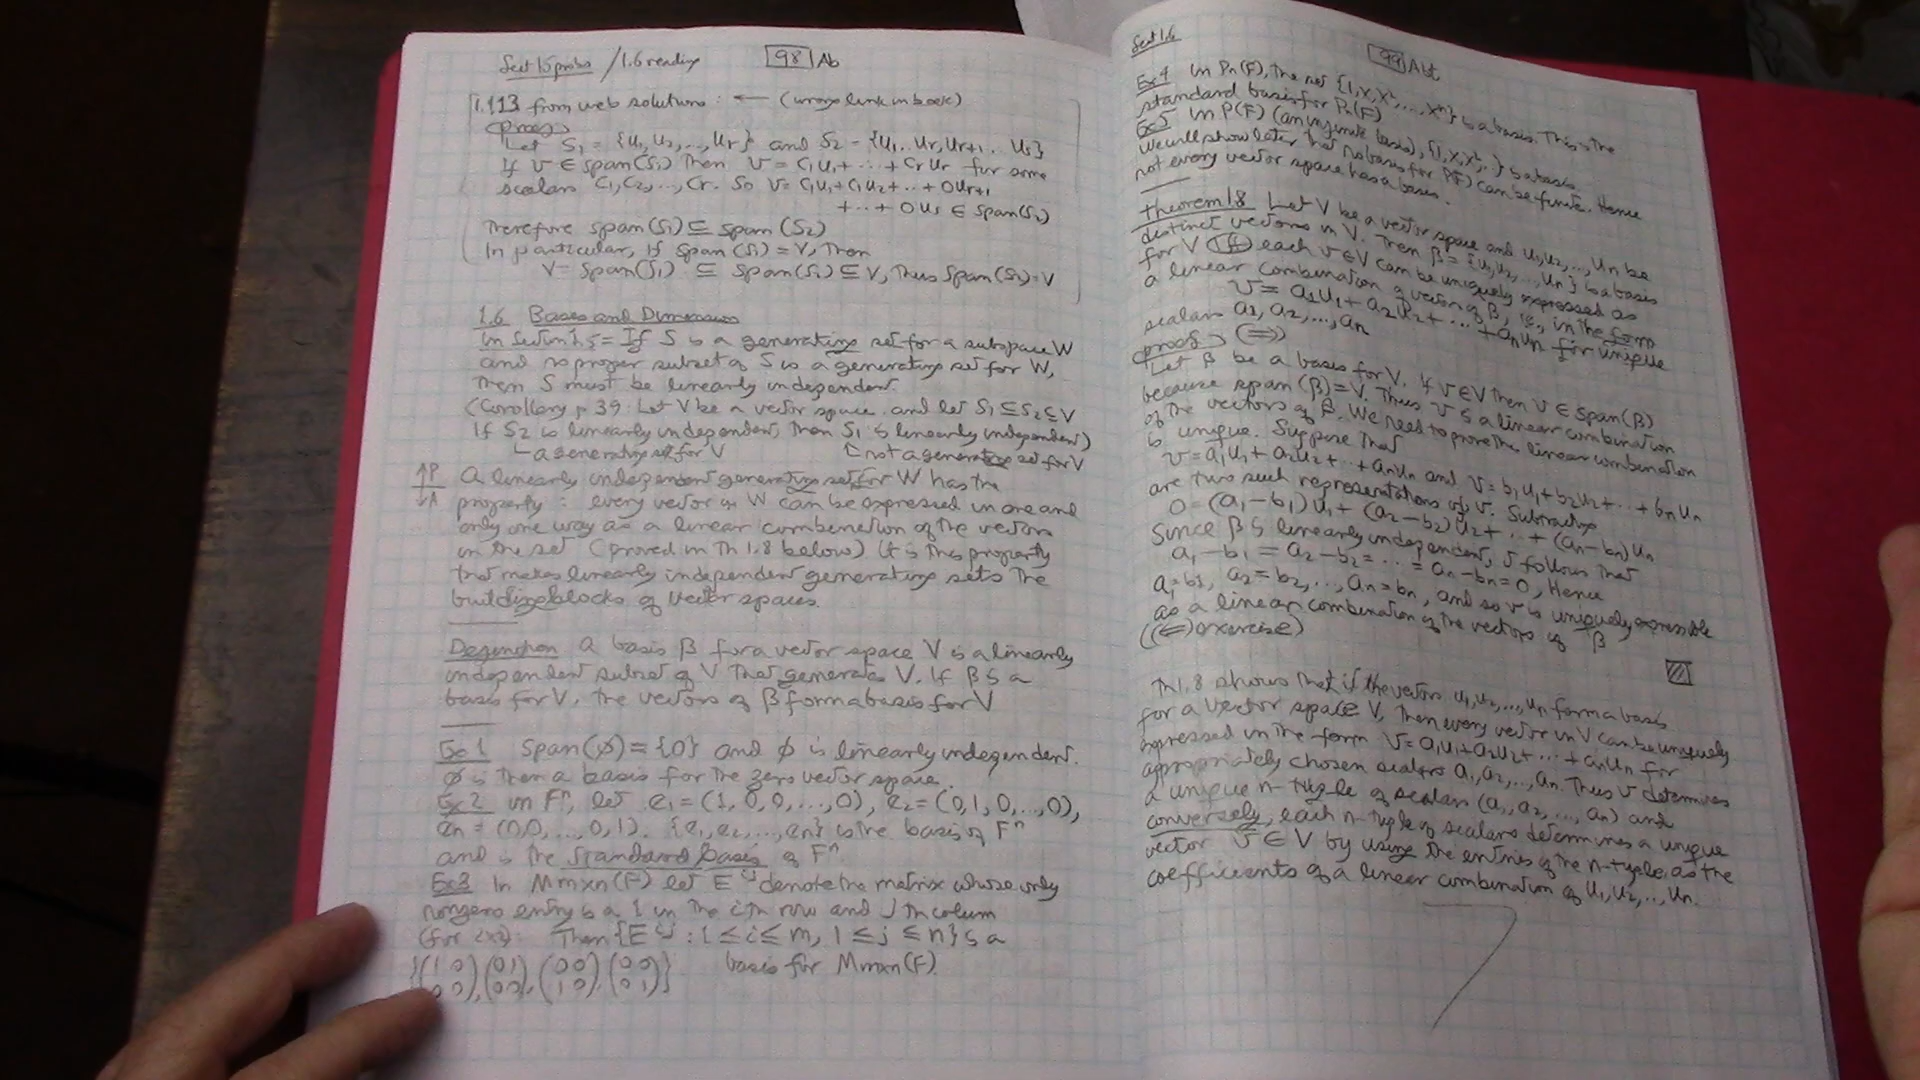 Sect 1.5 probs / 1.6 reading 98 Ab
1.113 from web solutions: ← (wrong link in book)
proof
Let S₁ = {u₁, u₂, ..., ur} and S₂ = {u₁.. ur, ur+1 .. us}
If v ∈ span(S₁) Then v = c₁u₁ + ... + crur for some
scalars c₁, c₂, ..., cr. So v = c₁u₁ + c₁u₂ + ... + 0ur+1
+ ... + 0us ∈ span(S₂)
Therefore span(S₁) ⊆ span(S₂)
In particular, if span(S₁) = V, Then
V = span(S₁) ⊆ span(S₂) ⊆ V, Thus span(S₂) = V
1.6 Bases and Dimension
In Section 1.5 = If S is a generating set for a subspace W
and no proper subset of S is a generating set for W,
Then S must be linearly independent.
(Corollary p 39: Let V be a vector space and let S₁ ⊆ S₂ ⊆ V
If S₂ is linearly independent, Then S₁ is linearly independent)
a generating set for V not a generating set for V
↑P A linearly independent generating set for W has the
↓A property: every vector in W can be expressed in one and
only one way as a linear combination of the vectors
in the set (proved in Th 1.8 below) It is this property
that makes linearly independent generating sets the
building blocks of vector spaces.
Definition A basis β for a vector space V is a linearly
independent subset of V That generates V. If β is a
basis for V, the vectors of β form a basis for V
Ex 1 Span(∅) = {0} and ∅ is linearly independent.
∅ is then a basis for the zero vector space.
Ex 2 in Fⁿ, let e₁ = (1, 0, 0, ..., 0), e₂ = (0, 1, 0, ..., 0),
en = (0, 0, ..., 0, 1). {e₁, e₂, ..., en} is the basis of Fⁿ
and is the standard basis of Fⁿ
Ex 3 In Mmxn(F) let Eⁱʲ denote the matrix whose only
nonzero entry is a 1 in the ith row and jth colum
(for 2x2): Then {Eⁱʲ : 1 ≤ i ≤ m, 1 ≤ j ≤ n} is a
{(1 0 (0 1 (0 0 (0 0 basis for Mmxn(F)
0 0), 0 0), 1 0), 0 1)}
Sect 1.6 99 Abt
Ex 4 in Pn(F), The set {1, x, x², ..., xⁿ} is a basis. This is the
standard basis for Pn(F)
Ex 5 in P(F) (an infinite basis), {1, x, x², ..} is a basis.
We will show later that no basis for P(F) can be finite. Hence
not every vector space has a basis.
Theorem 1.8 Let V be a vector space and u₁, u₂, ..., un be
distinct vectors in V. Then β = {u₁, u₂, ..., un} is a basis
for V iff each v ∈ V can be uniquely expressed as
a linear combination of vectors of β, i.e., in the form
v = a₁u₁ + a₂u₂ + ... + anun for unique
scalars a₁, a₂, ..., an
proof (⇒)
Let β be a basis for V. If v ∈ V then v ∈ span(β)
because span(β) = V. Thus v is a linear combination
of the vectors of β. We need to prove the linear combination
is unique. Suppose that
v = a₁u₁ + a₂u₂ + ... + anun and v = b₁u₁ + b₂u₂ + ... + bnun
are two such representations of v. Subtracting
0 = (a₁ - b₁)u₁ + (a₂ - b₂)u₂ + ... + (an - bn)un
Since β is linearly independent, it follows that
a₁ - b₁ = a₂ - b₂ = ... = an - bn = 0, Hence
a₁ = b₁, a₂ = b₂, ..., an = bn, and so v is uniquely expressible
as a linear combination of the vectors of β
((⇐) exercise)
Th 1.8 shows that if the vectors u₁, u₂, ..., un form a basis
for a vector space V, then every vector in V can be uniquely
expressed in the form v = a₁u₁ + a₂u₂ + ... + anun for
appropriately chosen scalars a₁, a₂, ..., an. Thus v determines
a unique n-tuple of scalars (a₁, a₂, ..., an) and
conversely, each n-tuple of scalars determines a unique
vector v ∈ V by using the entries of the n-tuple as the
coefficients of a linear combination of u₁, u₂, .., un.